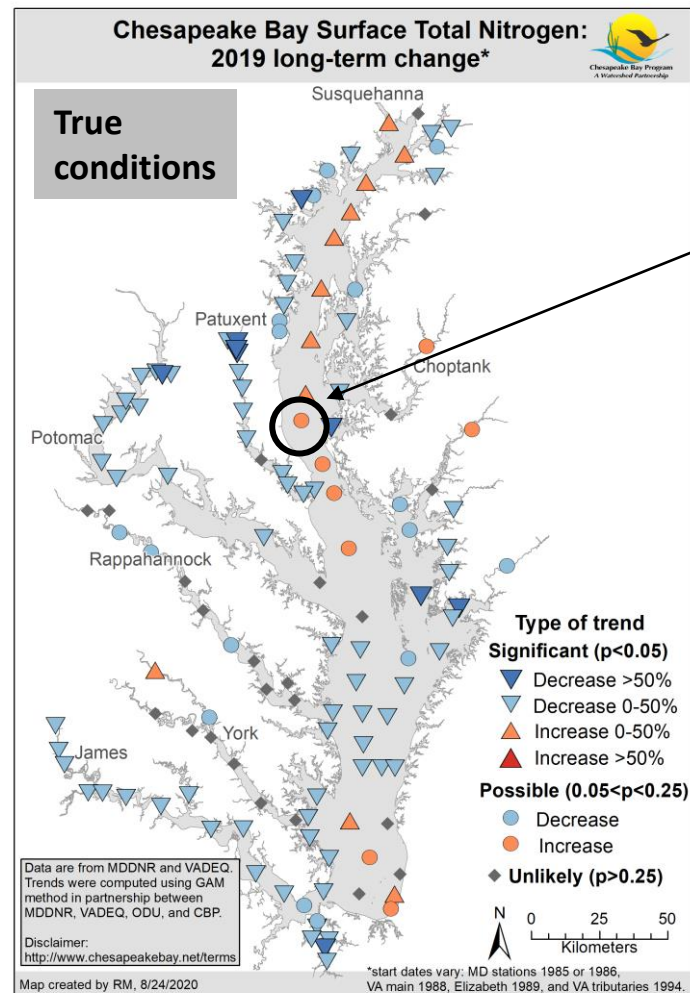 Chesapeake Bay Surface Total Nitrogen:
2019 long-term change*
Chesapeake Bay Program
A Watershed Partnership
True
conditions
Susquehanna
Patuxent
Choptank
Potomac
Rappahannock
York
James
Type of trend
Significant (p<0.05)
Decrease >50%
Decrease 0-50%
Increase 0-50%
Increase >50%
Possible (0.05<p<0.25)
Decrease
Increase
Unlikely (p>0.25)
N
0 25 50
Kilometers
Data are from MDDNR and VADEQ.
Trends were computed using GAM
method in partnership between
MDDNR, VADEQ, ODU, and CBP.
Disclaimer:
http://www.chesapeakebay.net/terms
Map created by RM, 8/24/2020
*start dates vary: MD stations 1985 or 1986,
VA main 1988, Elizabeth 1989, and VA tributaries 1994.